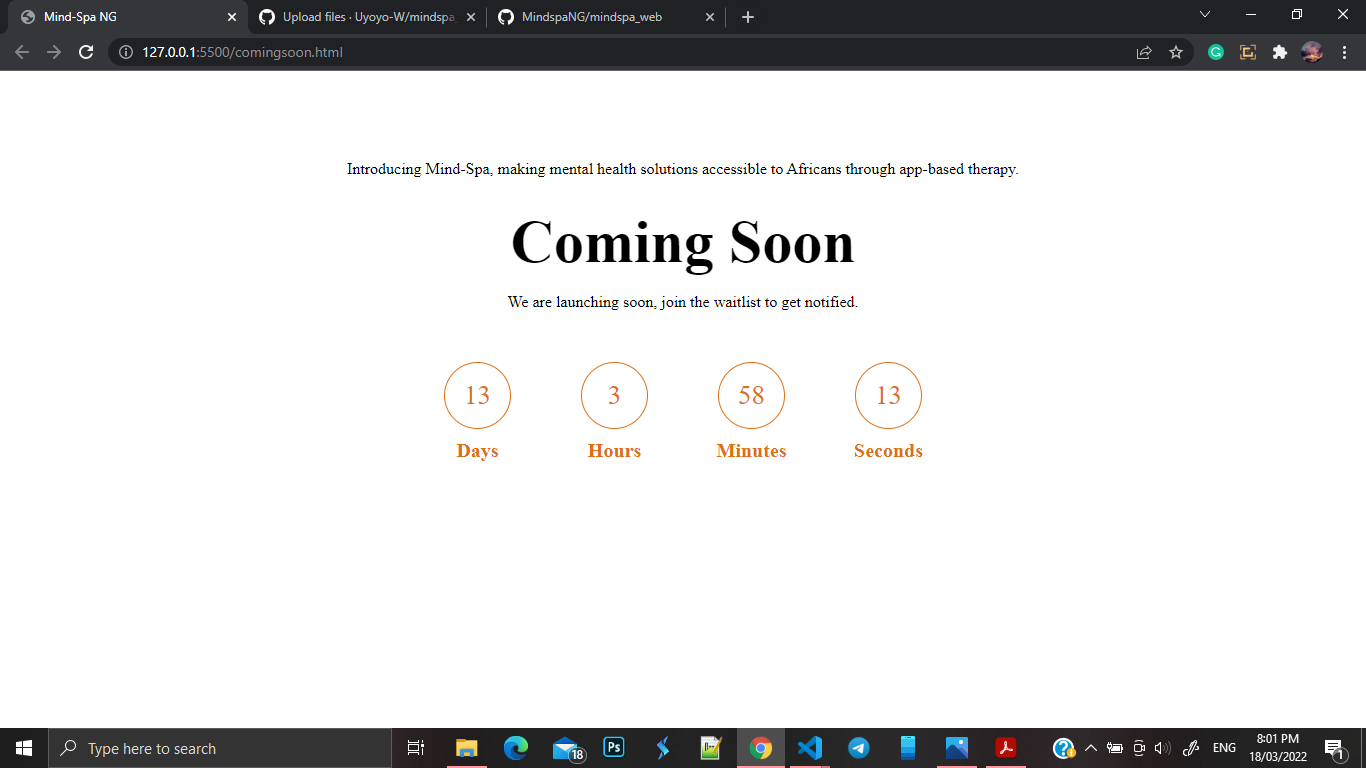 Mind-Spa NG
Upload files · Uyoyo-W/mindspa_
MindspaNG/mindspa_web
127.0.0.1:5500/comingsoon.html
Introducing Mind-Spa, making mental health solutions accessible to Africans through app-based therapy.
Coming Soon
We are launching soon, join the waitlist to get notified.
13 3 58 13
Days Hours Minutes Seconds
Type here to search
18
Ps
ENG
8:01 PM
18/03/2022
1